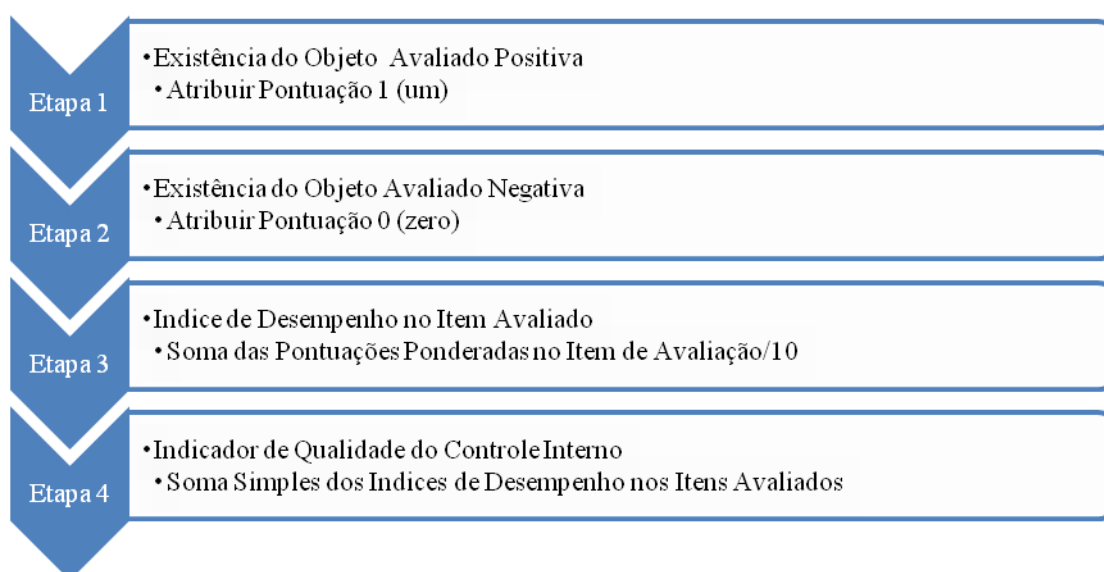 Etapa 1
•Existência do Objeto Avaliado Positiva
•Atribuir Pontuação 1 (um)
Etapa 2
•Existência do Objeto Avaliado Negativa
•Atribuir Pontuação 0 (zero)
Etapa 3
•Indice de Desempenho no Item Avaliado
•Soma das Pontuações Ponderadas no Item de Avaliação/10
Etapa 4
•Indicador de Qualidade do Controle Interno
•Soma Simples dos Indices de Desempenho nos Itens Avaliados